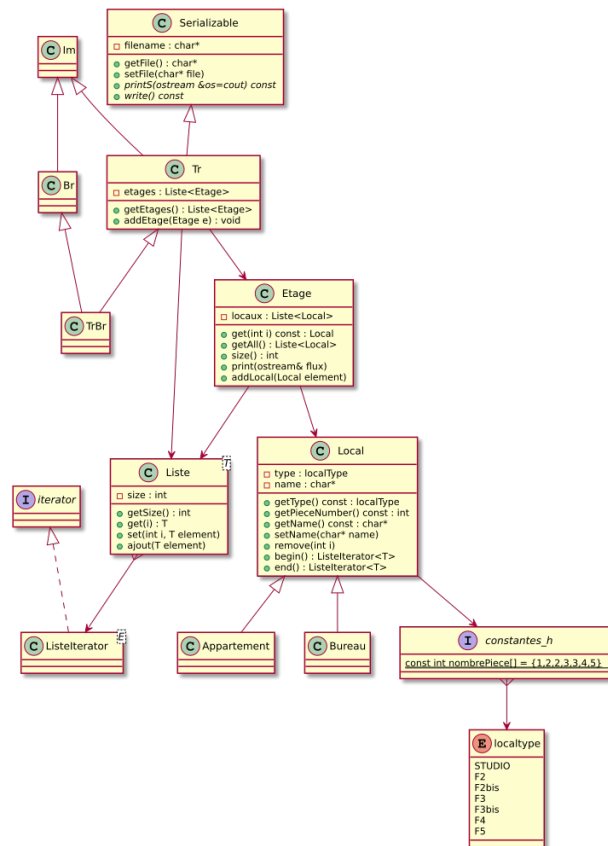 C Serializable
filename : char*
getFile() : char*
setFile(char* file)
printS(ostream &os=cout) const
write() const
C Im
C Tr
etages : Liste<Etage>
getEtages() : Liste<Etage>
addEtage(Etage e) : void
C Br
C Etage
locaux : Liste<Local>
get(int i) const : Local
getAll() : Liste<Local>
size() : int
print(ostream& flux)
addLocal(Local element)
C TrBr
C Local
type : localType
name : char*
getType() const : localType
getPieceNumber() const : int
getName() const : char*
setName(char* name)
remove(int i)
begin() : ListeIterator<T>
end() : ListeIterator<T>
C Liste
T
size : int
getSize() : int
get(i) : T
set(int i, T element)
ajout(T element)
I iterator
C ListeIterator
E
C Appartement
C Bureau
I constantes_h
const int nombrePiece[] = {1,2,2,3,3,4,5}
E localtype
STUDIO
F2
F2bis
F3
F3bis
F4
F5